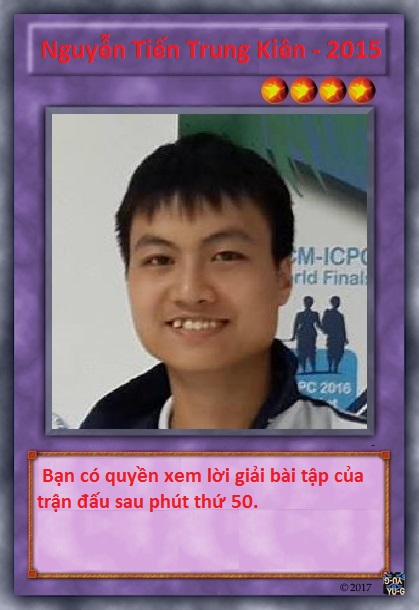 Nguyễn Tiến Trung Kiên - 2015
CM-ICPC
rld Finals
PC 2016
Bạn có quyền xem lời giải bài tập của
trận đấu sau phút thứ 50.
©2017
YU-G